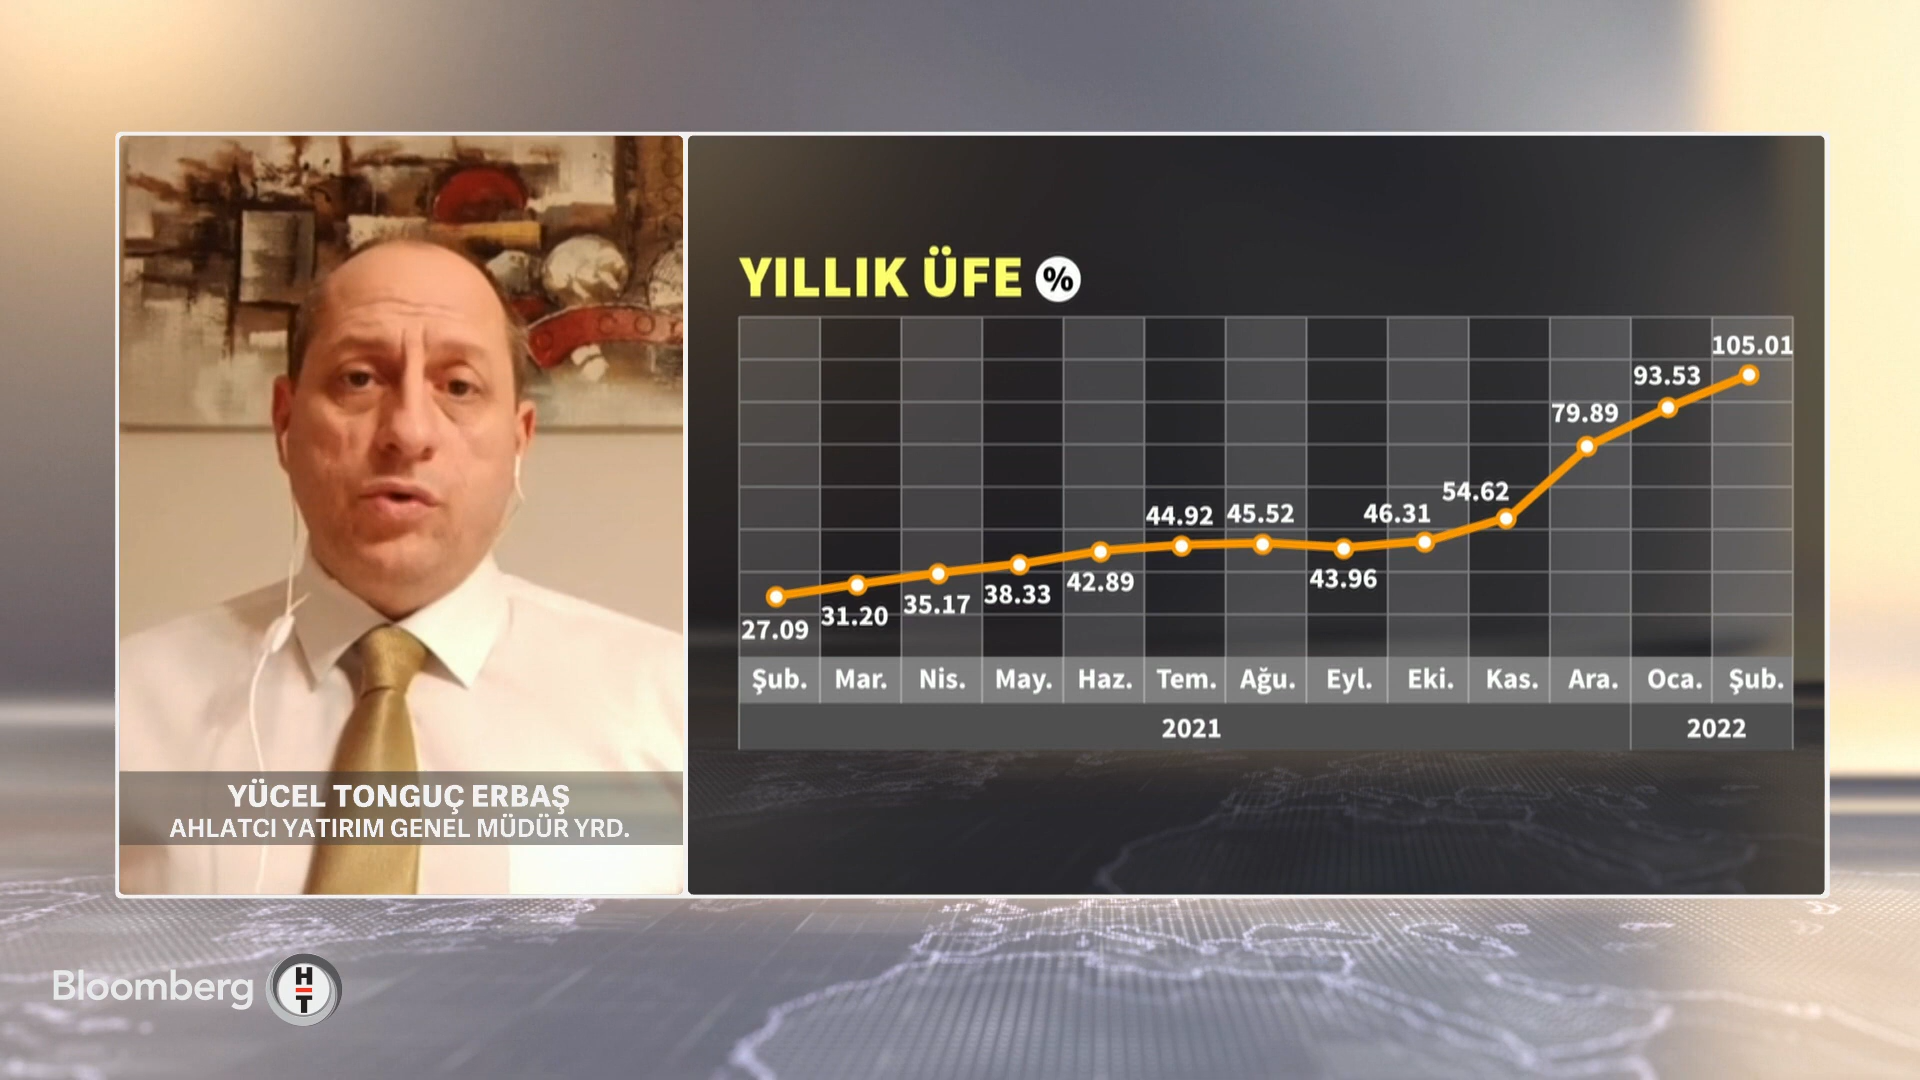 YILLIK ÜFE %
105.01
93.53
79.89
54.62
44.92 45.52 46.31
43.96
42.89
38.33
35.17
31.20
27.09
Şub. Mar. Nis. May. Haz. Tem. Ağu. Eyl. Eki. Kas. Ara. Oca. Şub.
2021 2022
YÜCEL TONGUÇ ERBAŞ
AHLATCI YATIRIM GENEL MÜDÜR YRD.
Bloomberg HT